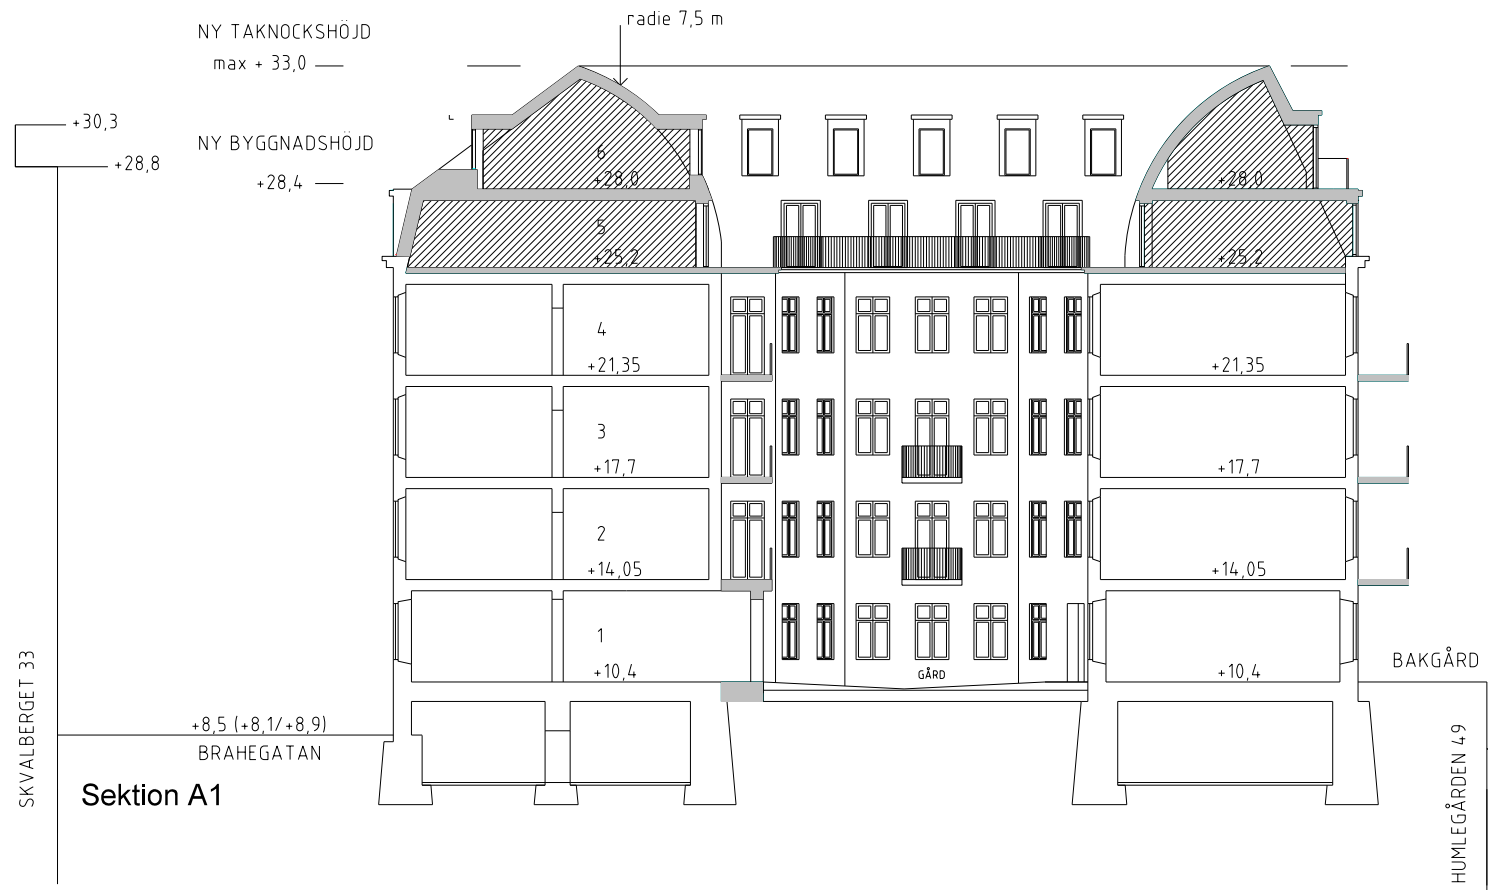 radie 7,5 m
NY TAKNOCKSHÖJD
max + 33,0
+30,3
+28,8
NY BYGGNADSHÖJD
+28,4
6
+28,0
+28,0
5
+25,2
+25,2
4
+21,35
+21,35
3
+17,7
+17,7
2
+14,05
+14,05
1
+10,4
+10,4
GÅRD
BAKGÅRD
+8,5 (+8,1/+8,9)
BRAHEGATAN
SKVALBERGET 33
Sektion A1
HUMLEGÅRDEN 49